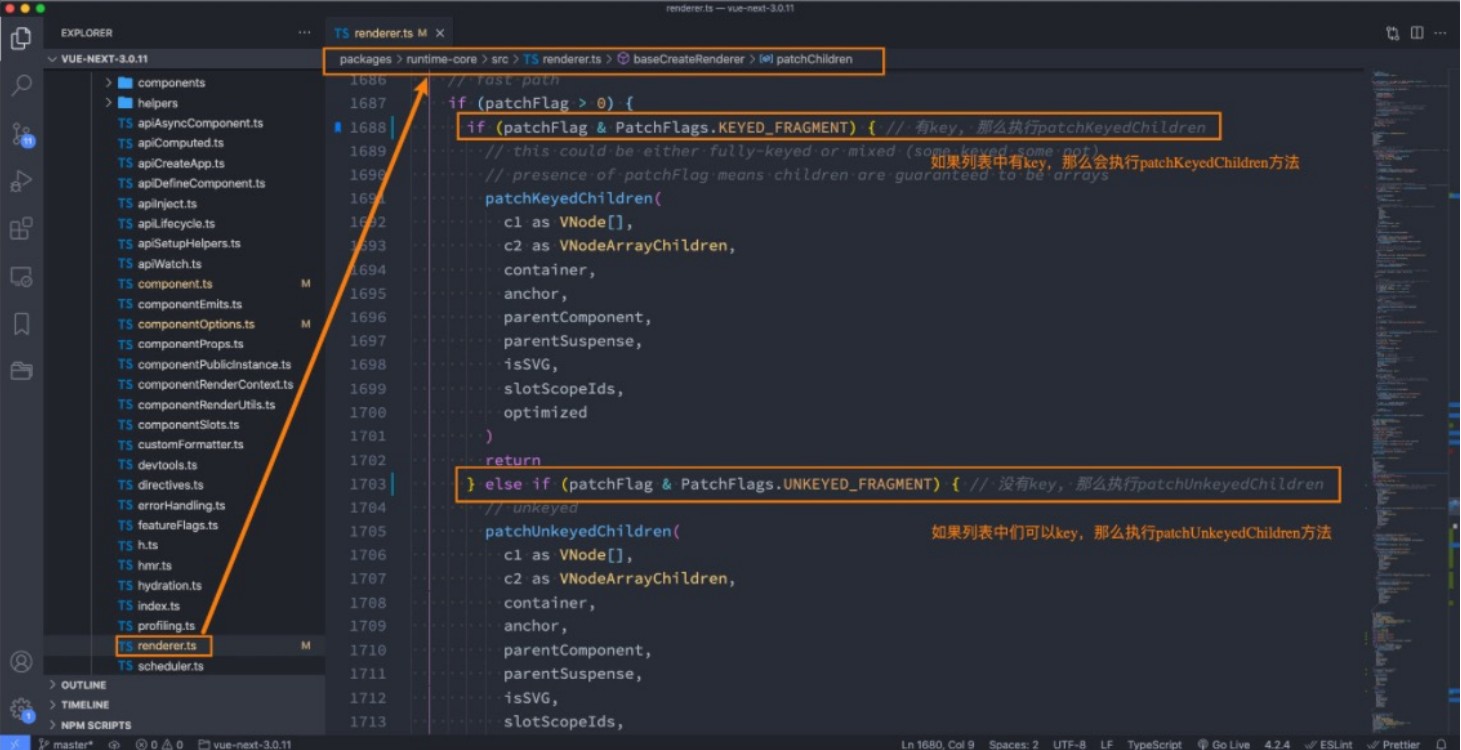 renderer.ts — vue-next-3.0.11
EXPLORER
TS renderer.ts M
VUE-NEXT-3.0.11
packages > runtime-core > src > TS renderer.ts > baseCreateRenderer > patchChildren
components
helpers
TS apiAsyncComponent.ts
TS apiComputed.ts
TS apiCreateApp.ts
TS apiDefineComponent.ts
TS apiInject.ts
TS apiLifecycle.ts
TS apiSetupHelpers.ts
TS apiWatch.ts
TS component.ts M
TS componentEmits.ts
TS componentOptions.ts M
TS componentProps.ts
TS componentPublicInstance.ts
TS componentRenderContext.ts
TS componentRenderUtils.ts
TS componentSlots.ts
TS customFormatter.ts
TS devtools.ts
TS directives.ts
TS errorHandling.ts
TS featureFlags.ts
TS h.ts
TS hmr.ts
TS hydration.ts
TS index.ts
TS profiling.ts
TS renderer.ts M
TS scheduler.ts
OUTLINE
TIMELINE
NPM SCRIPTS
11
1
1686 // fast path
1687 if (patchFlag > 0) {
1688 if (patchFlag & PatchFlags.KEYED_FRAGMENT) { // 有key, 那么执行patchKeyedChildren
1689 // this could be either fully-keyed or mixed (some keyed some not)
如果列表中有key，那么会执行patchKeyedChildren方法
1690 // presence of patchFlag means children are guaranteed to be arrays
1691 patchKeyedChildren(
1692 c1 as VNode[],
1693 c2 as VNodeArrayChildren,
1694 container,
1695 anchor,
1696 parentComponent,
1697 parentSuspense,
1698 isSVG,
1699 slotScopeIds,
1700 optimized
1701 )
1702 return
1703 } else if (patchFlag & PatchFlags.UNKEYED_FRAGMENT) { // 没有key, 那么执行patchUnkeyedChildren
1704 // unkeyed
1705 patchUnkeyedChildren(
如果列表中们可以key，那么执行patchUnkeyedChildren方法
1706 c1 as VNode[],
1707 c2 as VNodeArrayChildren,
1708 container,
1709 anchor,
1710 parentComponent,
1711 parentSuspense,
1712 isSVG,
1713 slotScopeIds,
master* 0 0 vue-next-3.0.11 Ln 1680, Col 9 Spaces: 2 UTF-8 LF TypeScript Go Live 4.2.4 ESLint Prettier